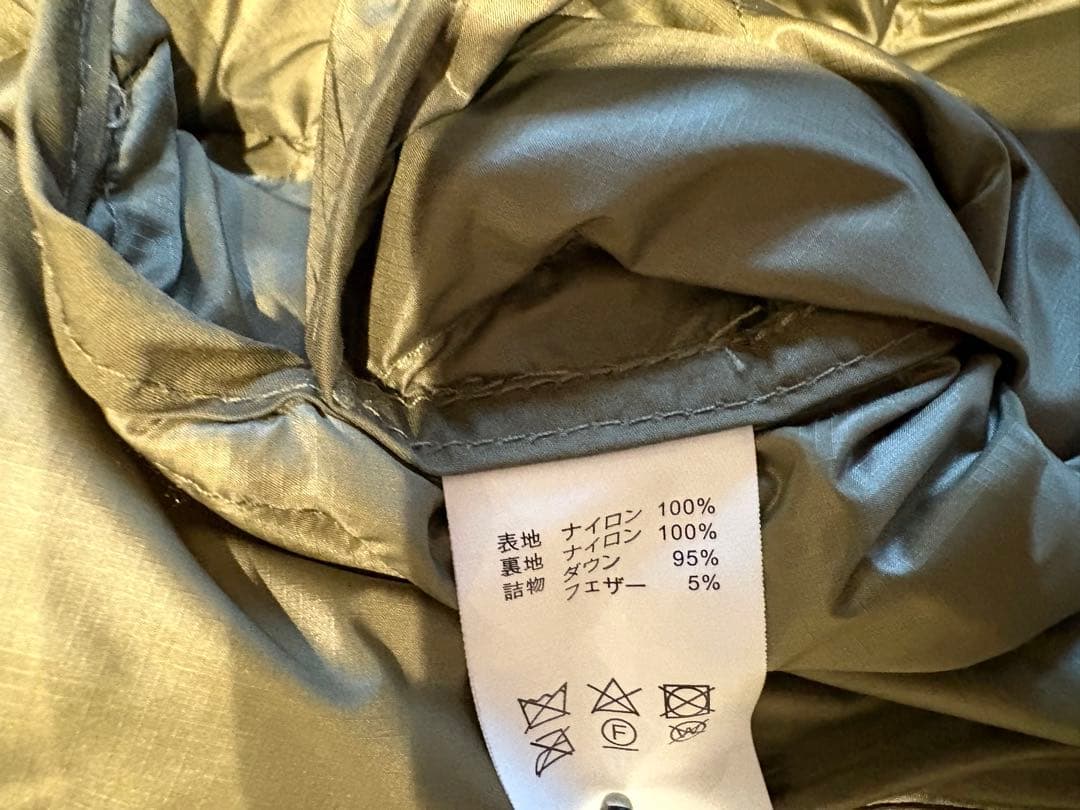 表地 ナイロン 100%
裏地 ナイロン 100%
詰物 ダウン 95%
フェザー 5%
F
W